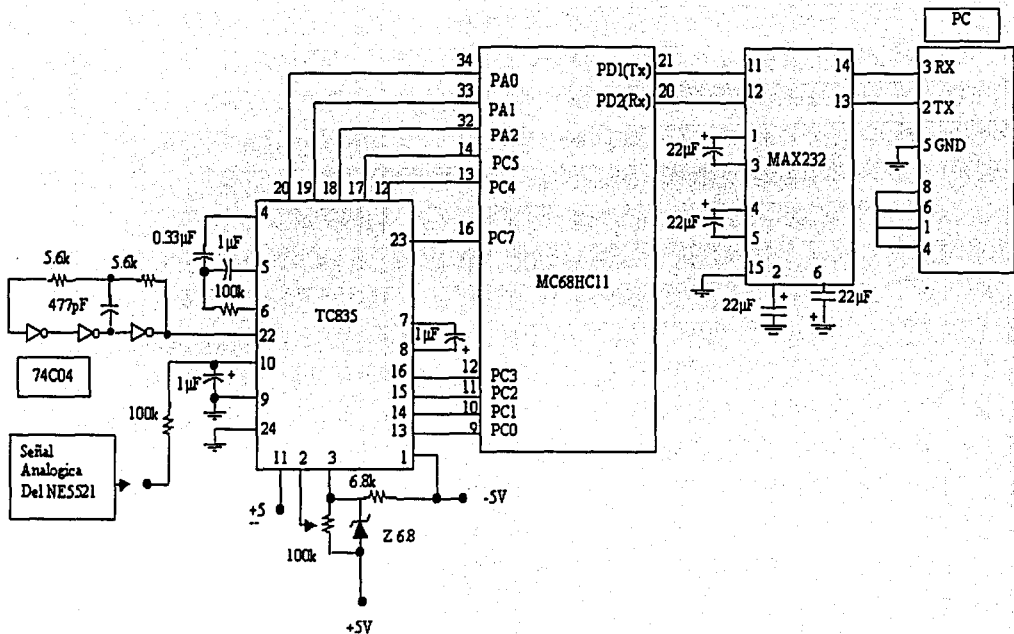 PC
34
PA0
33
PA1
32
PA2
14
PC5
13
PC4
16
PC7
MC68HC11
12
PC3
11
PC2
10
PC1
9
PC0
PD1(Tx)
21
PD2(Rx)
20
11
12
14
13
1
3
4
5
15
2
6
MAX232
22µF
22µF
22µF
22µF
3 RX
2 TX
5 GND
8
6
1
4
20 19 18 17 12
4
5
6
22
10
9
24
23
TC835
7
8
16
15
14
13
11 2 3 1
0.33µF
1µF
100k
5.6k
5.6k
477pF
74C04
1µF
100k
1µF
Señal
Analogica
Del NE5521
+5
6.8k
-5V
Z 6.8
100k
+5V